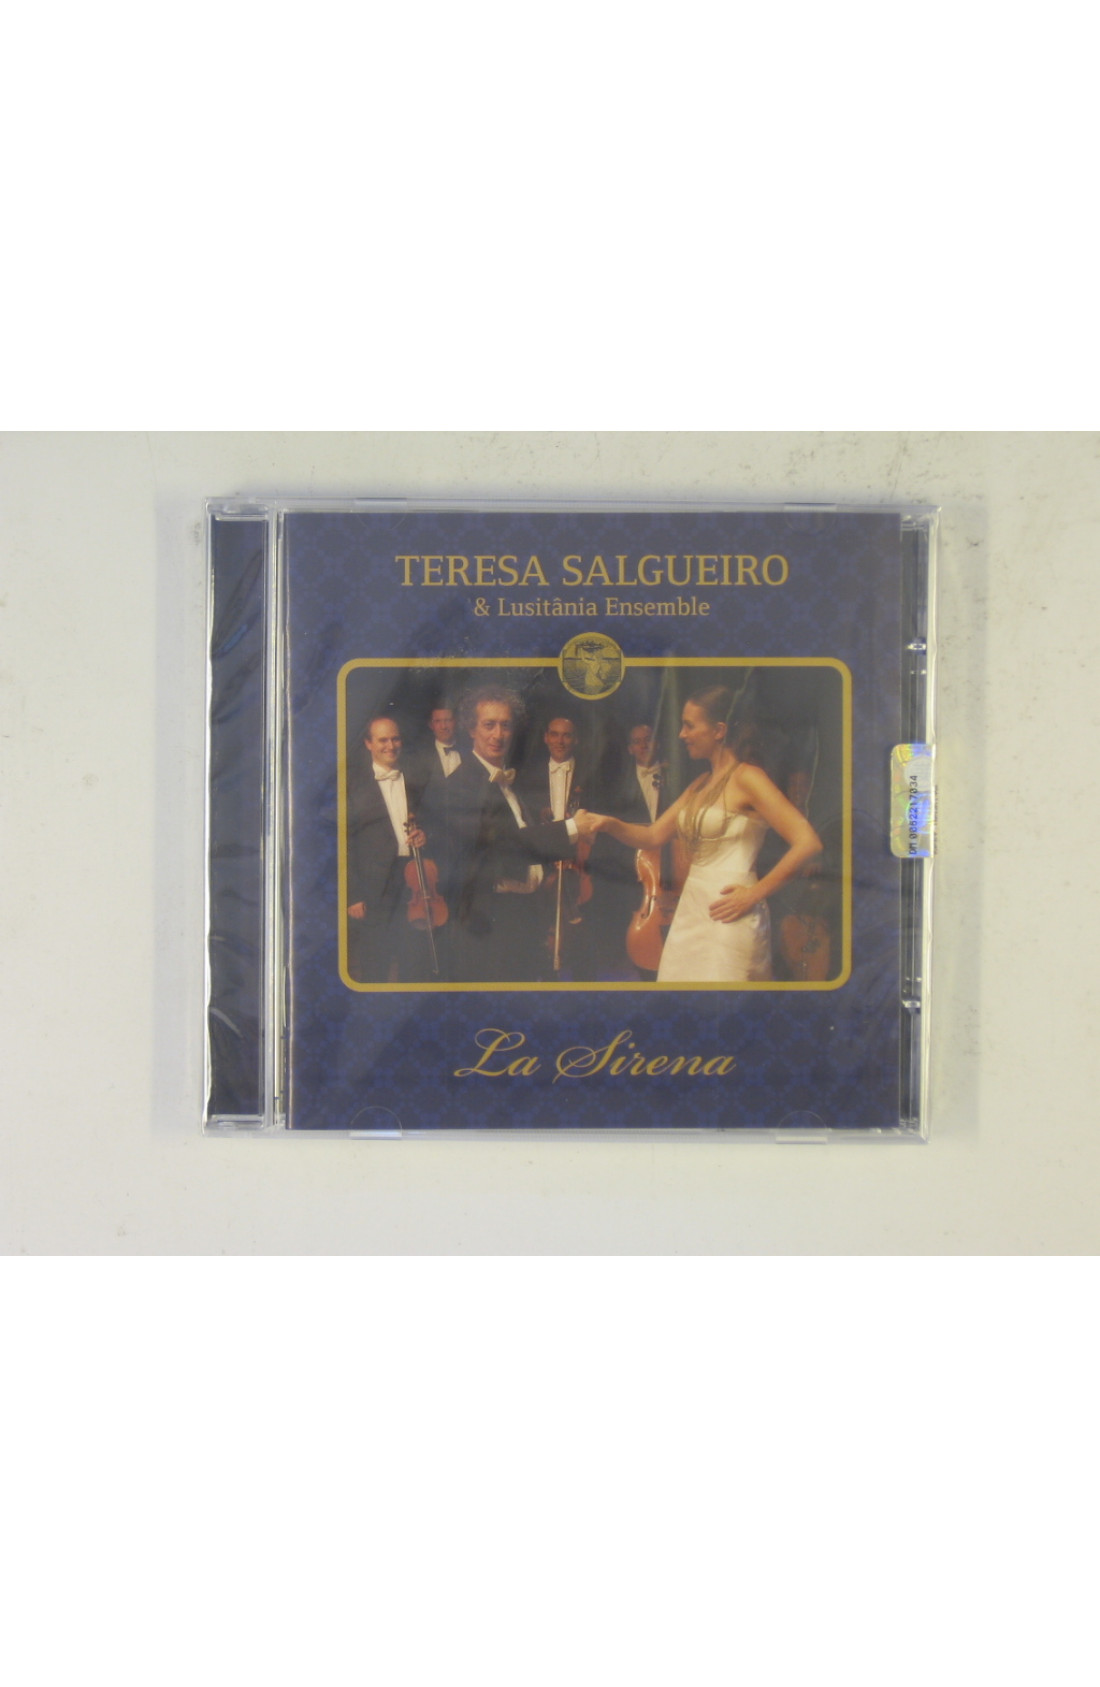 TERESA SALGUEIRO
& Lusitânia Ensemble
La Sirena